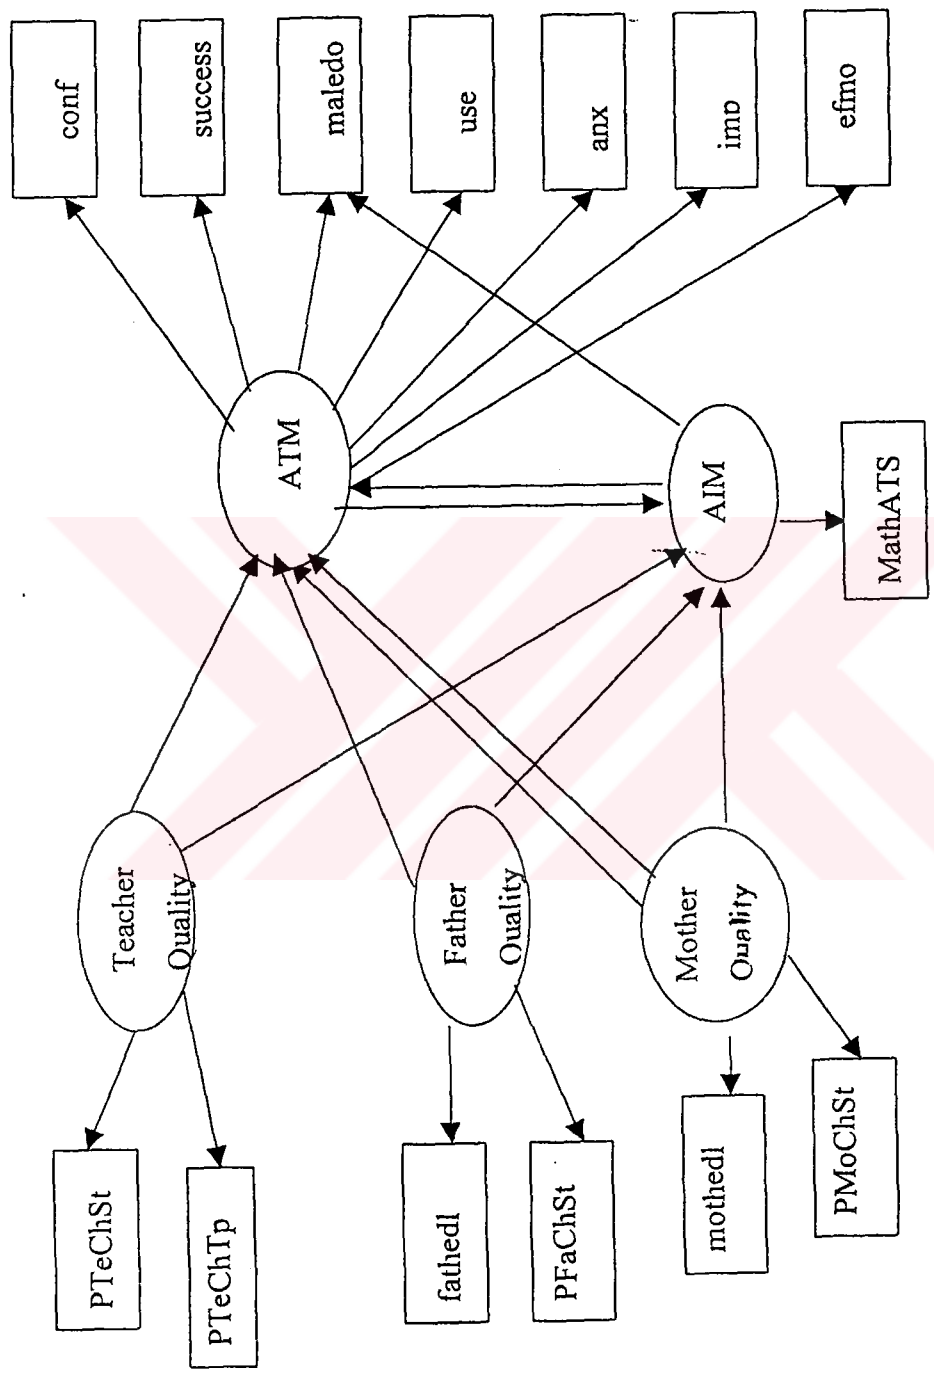 conf
success
maledo
use
anx
imp
efmo
ATM
AIM
MathATS
Teacher
Quality
Father
Quality
Mother
Quality
PTeChSt
PTeChTp
fathedl
PFaChSt
mothedl
PMoChSt